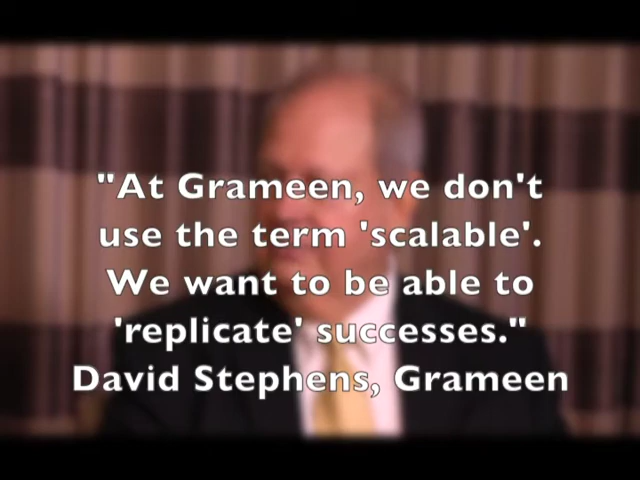 "At Grameen, we don't
use the term 'scalable'.
We want to be able to
'replicate' successes."
David Stephens, Grameen